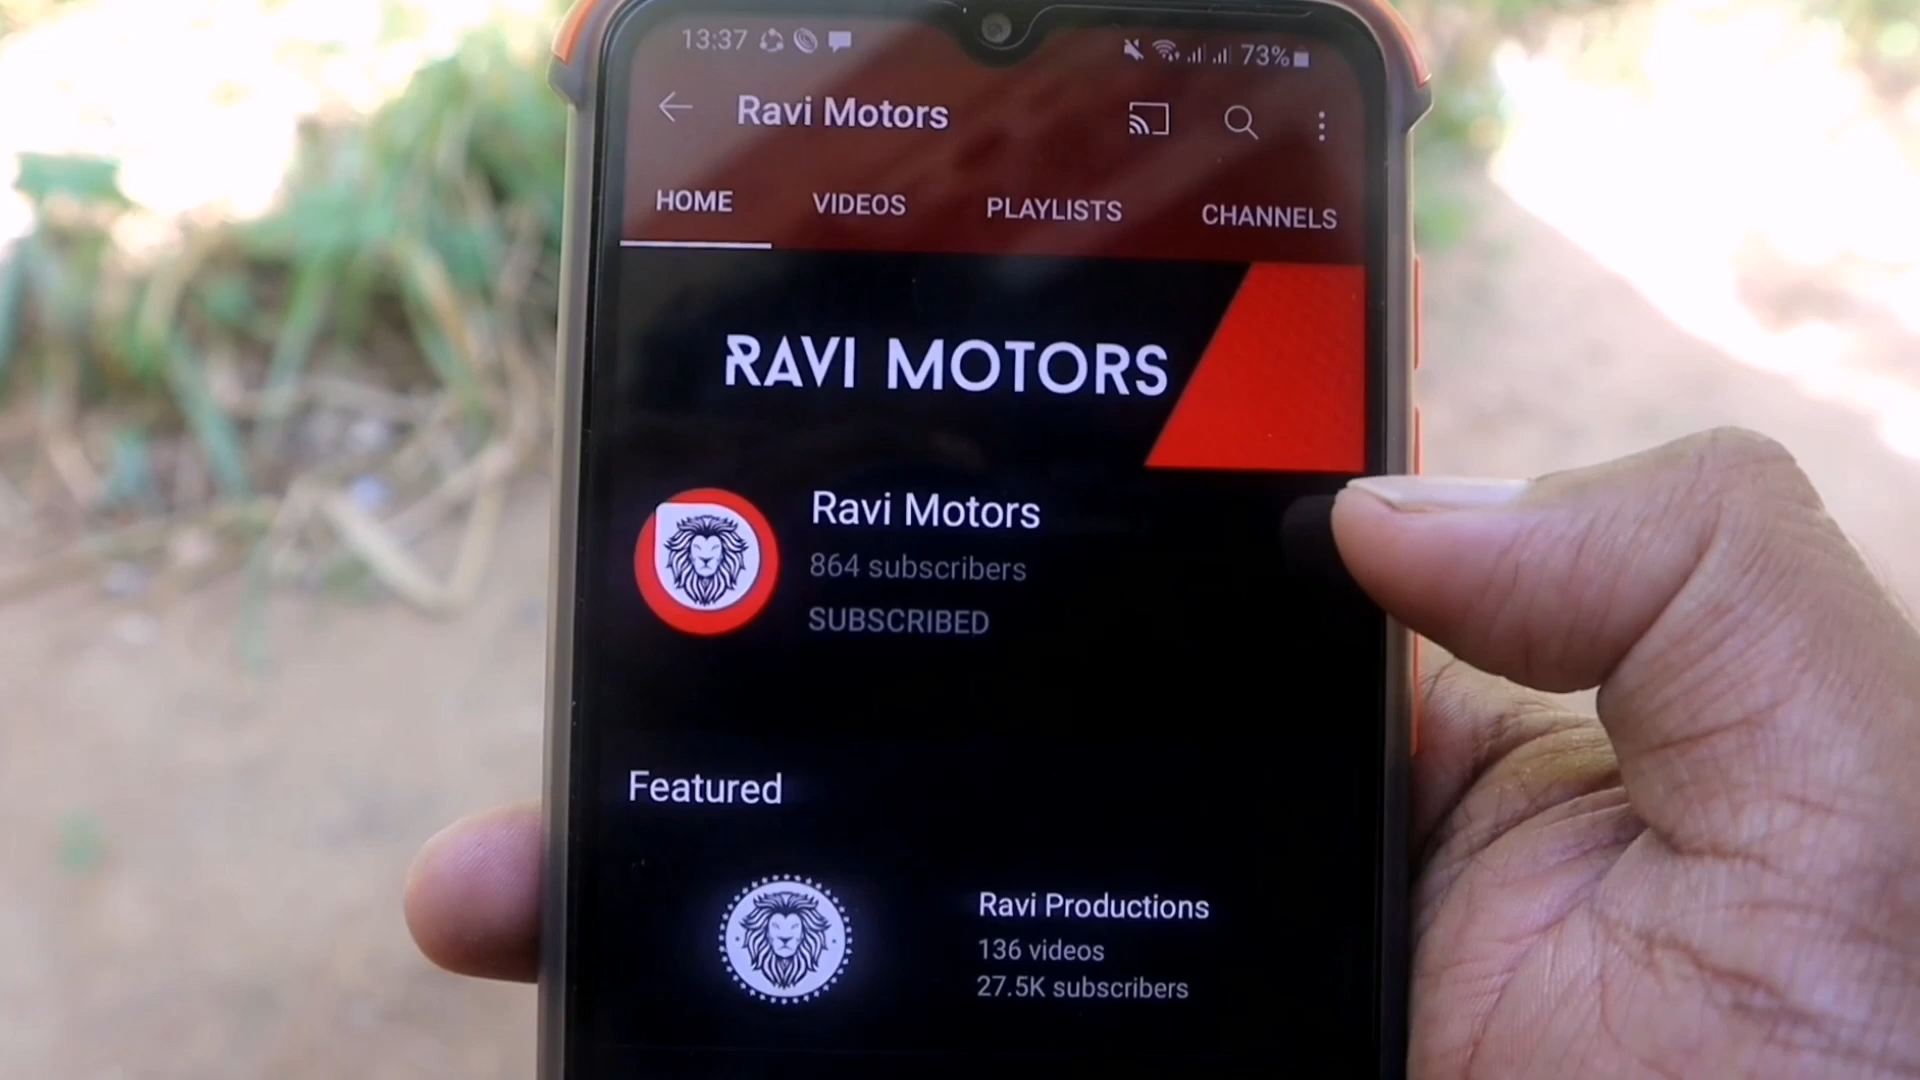 13:37 73%
Ravi Motors
HOME VIDEOS PLAYLISTS CHANNELS
RAVI MOTORS
Ravi Motors
864 subscribers
SUBSCRIBED
Featured
Ravi Productions
136 videos
27.5K subscribers